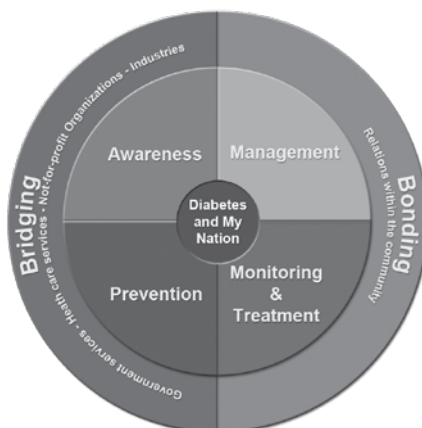 Bridging
Government services - Heath care services - Not-for-profit Organizations - Industries
Awareness
Management
Diabetes
and My
Nation
Prevention
Monitoring
&
Treatment
Bonding
Relations within the community